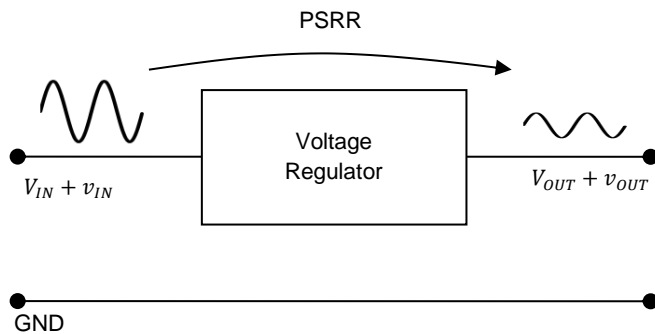 PSRR
Voltage
Regulator
V_IN + v_IN
V_OUT + v_OUT
GND